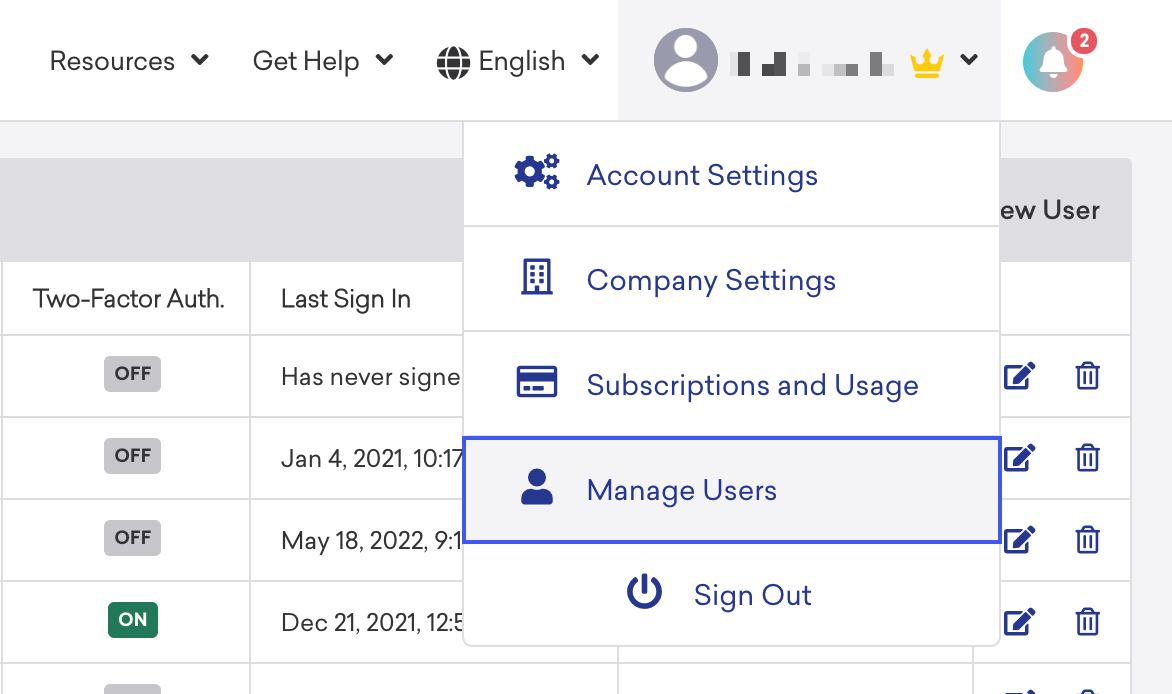 Resources
Get Help
English
2
Account Settings
ew User
Company Settings
Two-Factor Auth.
Last Sign In
OFF
Has never signe
Subscriptions and Usage
OFF
Jan 4, 2021, 10:17
Manage Users
OFF
May 18, 2022, 9:1
ON
Dec 21, 2021, 12:5
Sign Out